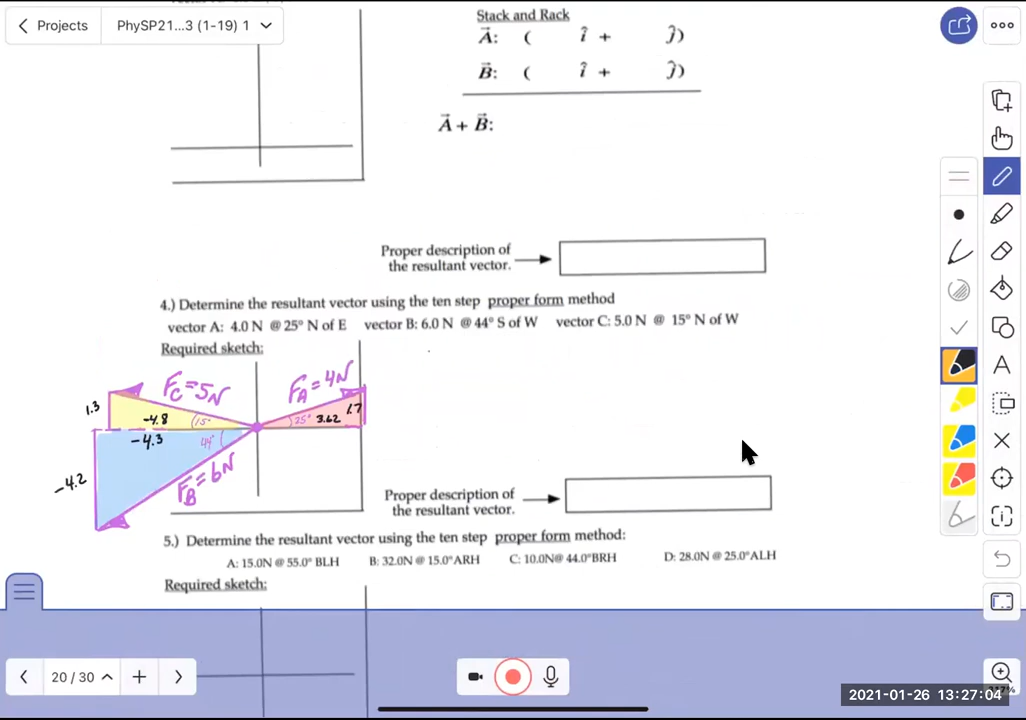 Projects
PhySP21...3 (1-19) 1
Stack and Rack
A⃗: ( î + ĵ)
B⃗: ( î + ĵ)
A⃗ + B⃗:
Proper description of
the resultant vector.
4.) Determine the resultant vector using the ten step proper form method
vector A: 4.0 N @ 25° N of E vector B: 6.0 N @ 44° S of W vector C: 5.0 N @ 15° N of W
Required sketch:
F_C = 5N
F_A = 4N
1.3
-4.8
15°
25°
3.62
1.7
-4.3
44°
-4.2
F_B = 6N
Proper description of
the resultant vector.
5.) Determine the resultant vector using the ten step proper form method:
A: 15.0N @ 55.0° BLH B: 32.0N @ 15.0°ARH C: 10.0N@ 44.0°BRH D: 28.0N @ 25.0°ALH
Required sketch:
20 / 30
2021-01-26 13:27:04